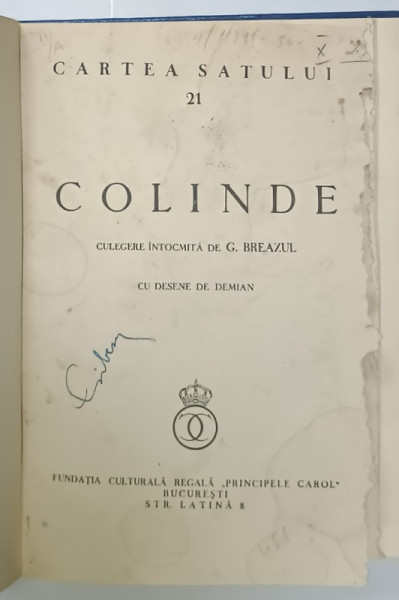 CARTEA SATULUI
21
COLINDE
CULEGERE ÎNTOCMITĂ DE G. BREAZUL
CU DESENE DE DEMIAN
FUNDAȚIA CULTURALĂ REGALĂ „PRINCIPELE CAROL"
BUCUREȘTI
STR. LATINĂ 8